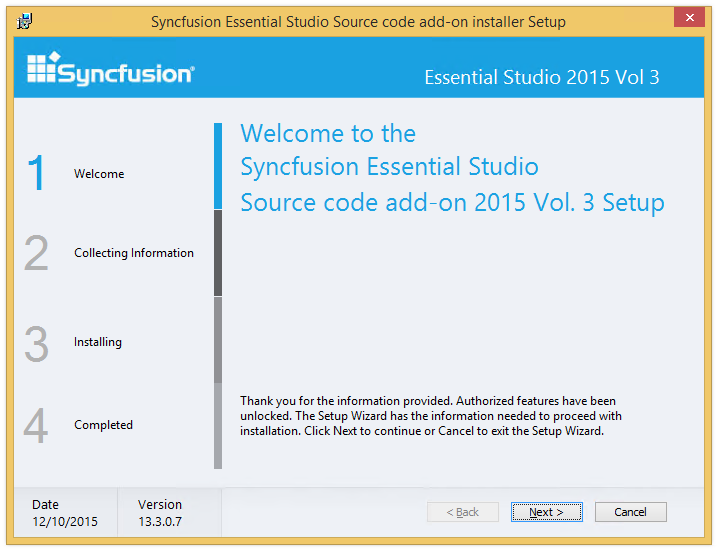 Syncfusion Essential Studio Source code add-on installer Setup
Syncfusion®
Essential Studio 2015 Vol 3
1 Welcome
2 Collecting Information
3 Installing
4 Completed
Welcome to the
Syncfusion Essential Studio
Source code add-on 2015 Vol. 3 Setup
Thank you for the information provided. Authorized features have been
unlocked. The Setup Wizard has the information needed to proceed with
installation. Click Next to continue or Cancel to exit the Setup Wizard.
Date
12/10/2015
Version
13.3.0.7
< Back
Next >
Cancel